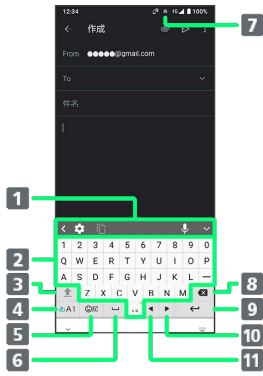 12:34 4G 100%
7
作成
From ●●●●●@gmail.com
To
件名
1
1 2 3 4 5 6 7 8 9 0
2
Q W E R T Y U I O P
A S D F G H J K L —
3
Z X C V B N M
8
4
あA1
記
9
5
10
6
11